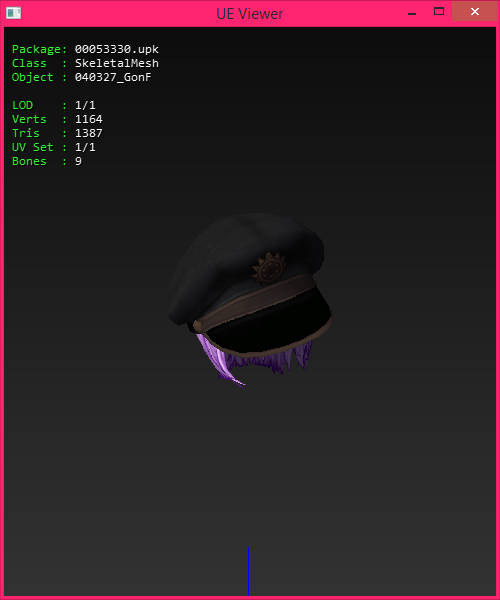 UE Viewer
Package: 00053330.upk
Class : SkeletalMesh
Object : 040327_GonF
LOD : 1/1
Verts : 1164
Tris : 1387
UV Set : 1/1
Bones : 9